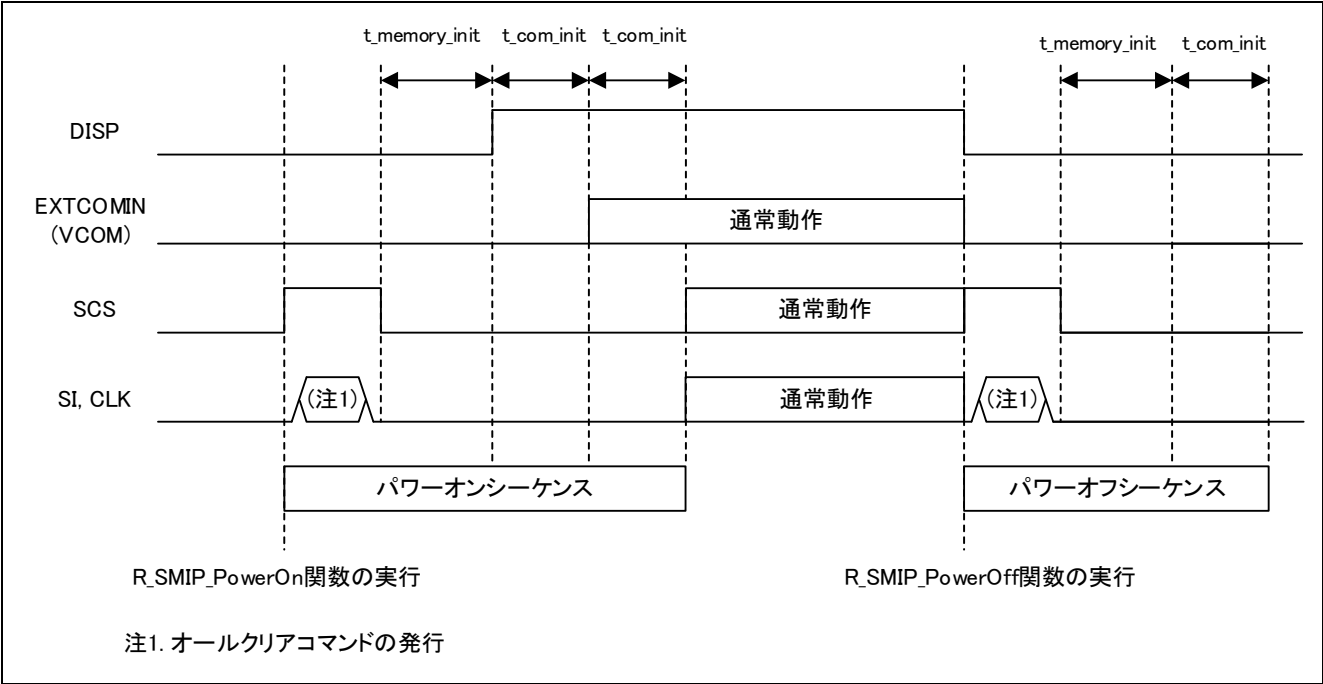 t_memory_init t_com_init t_com_init
t_memory_init t_com_init
DISP
EXTCOMIN
(VCOM)
通常動作
SCS
通常動作
SI, CLK
(注1)
通常動作
(注1)
パワーオンシーケンス
パワーオフシーケンス
R_SMIP_PowerOn関数の実行
R_SMIP_PowerOff関数の実行
注1. オールクリアコマンドの発行